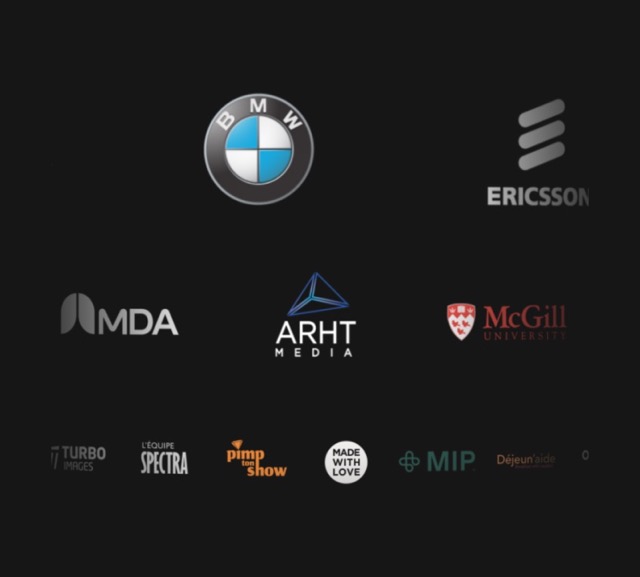 BMW
ERICSSON
MDA
ARHT
MEDIA
McGill
UNIVERSITY
TURBO
IMAGES
L'ÉQUIPE
SPECTRA
pimp
ton
show
MADE
WITH
LOVE
MIP
Déjeun'aide